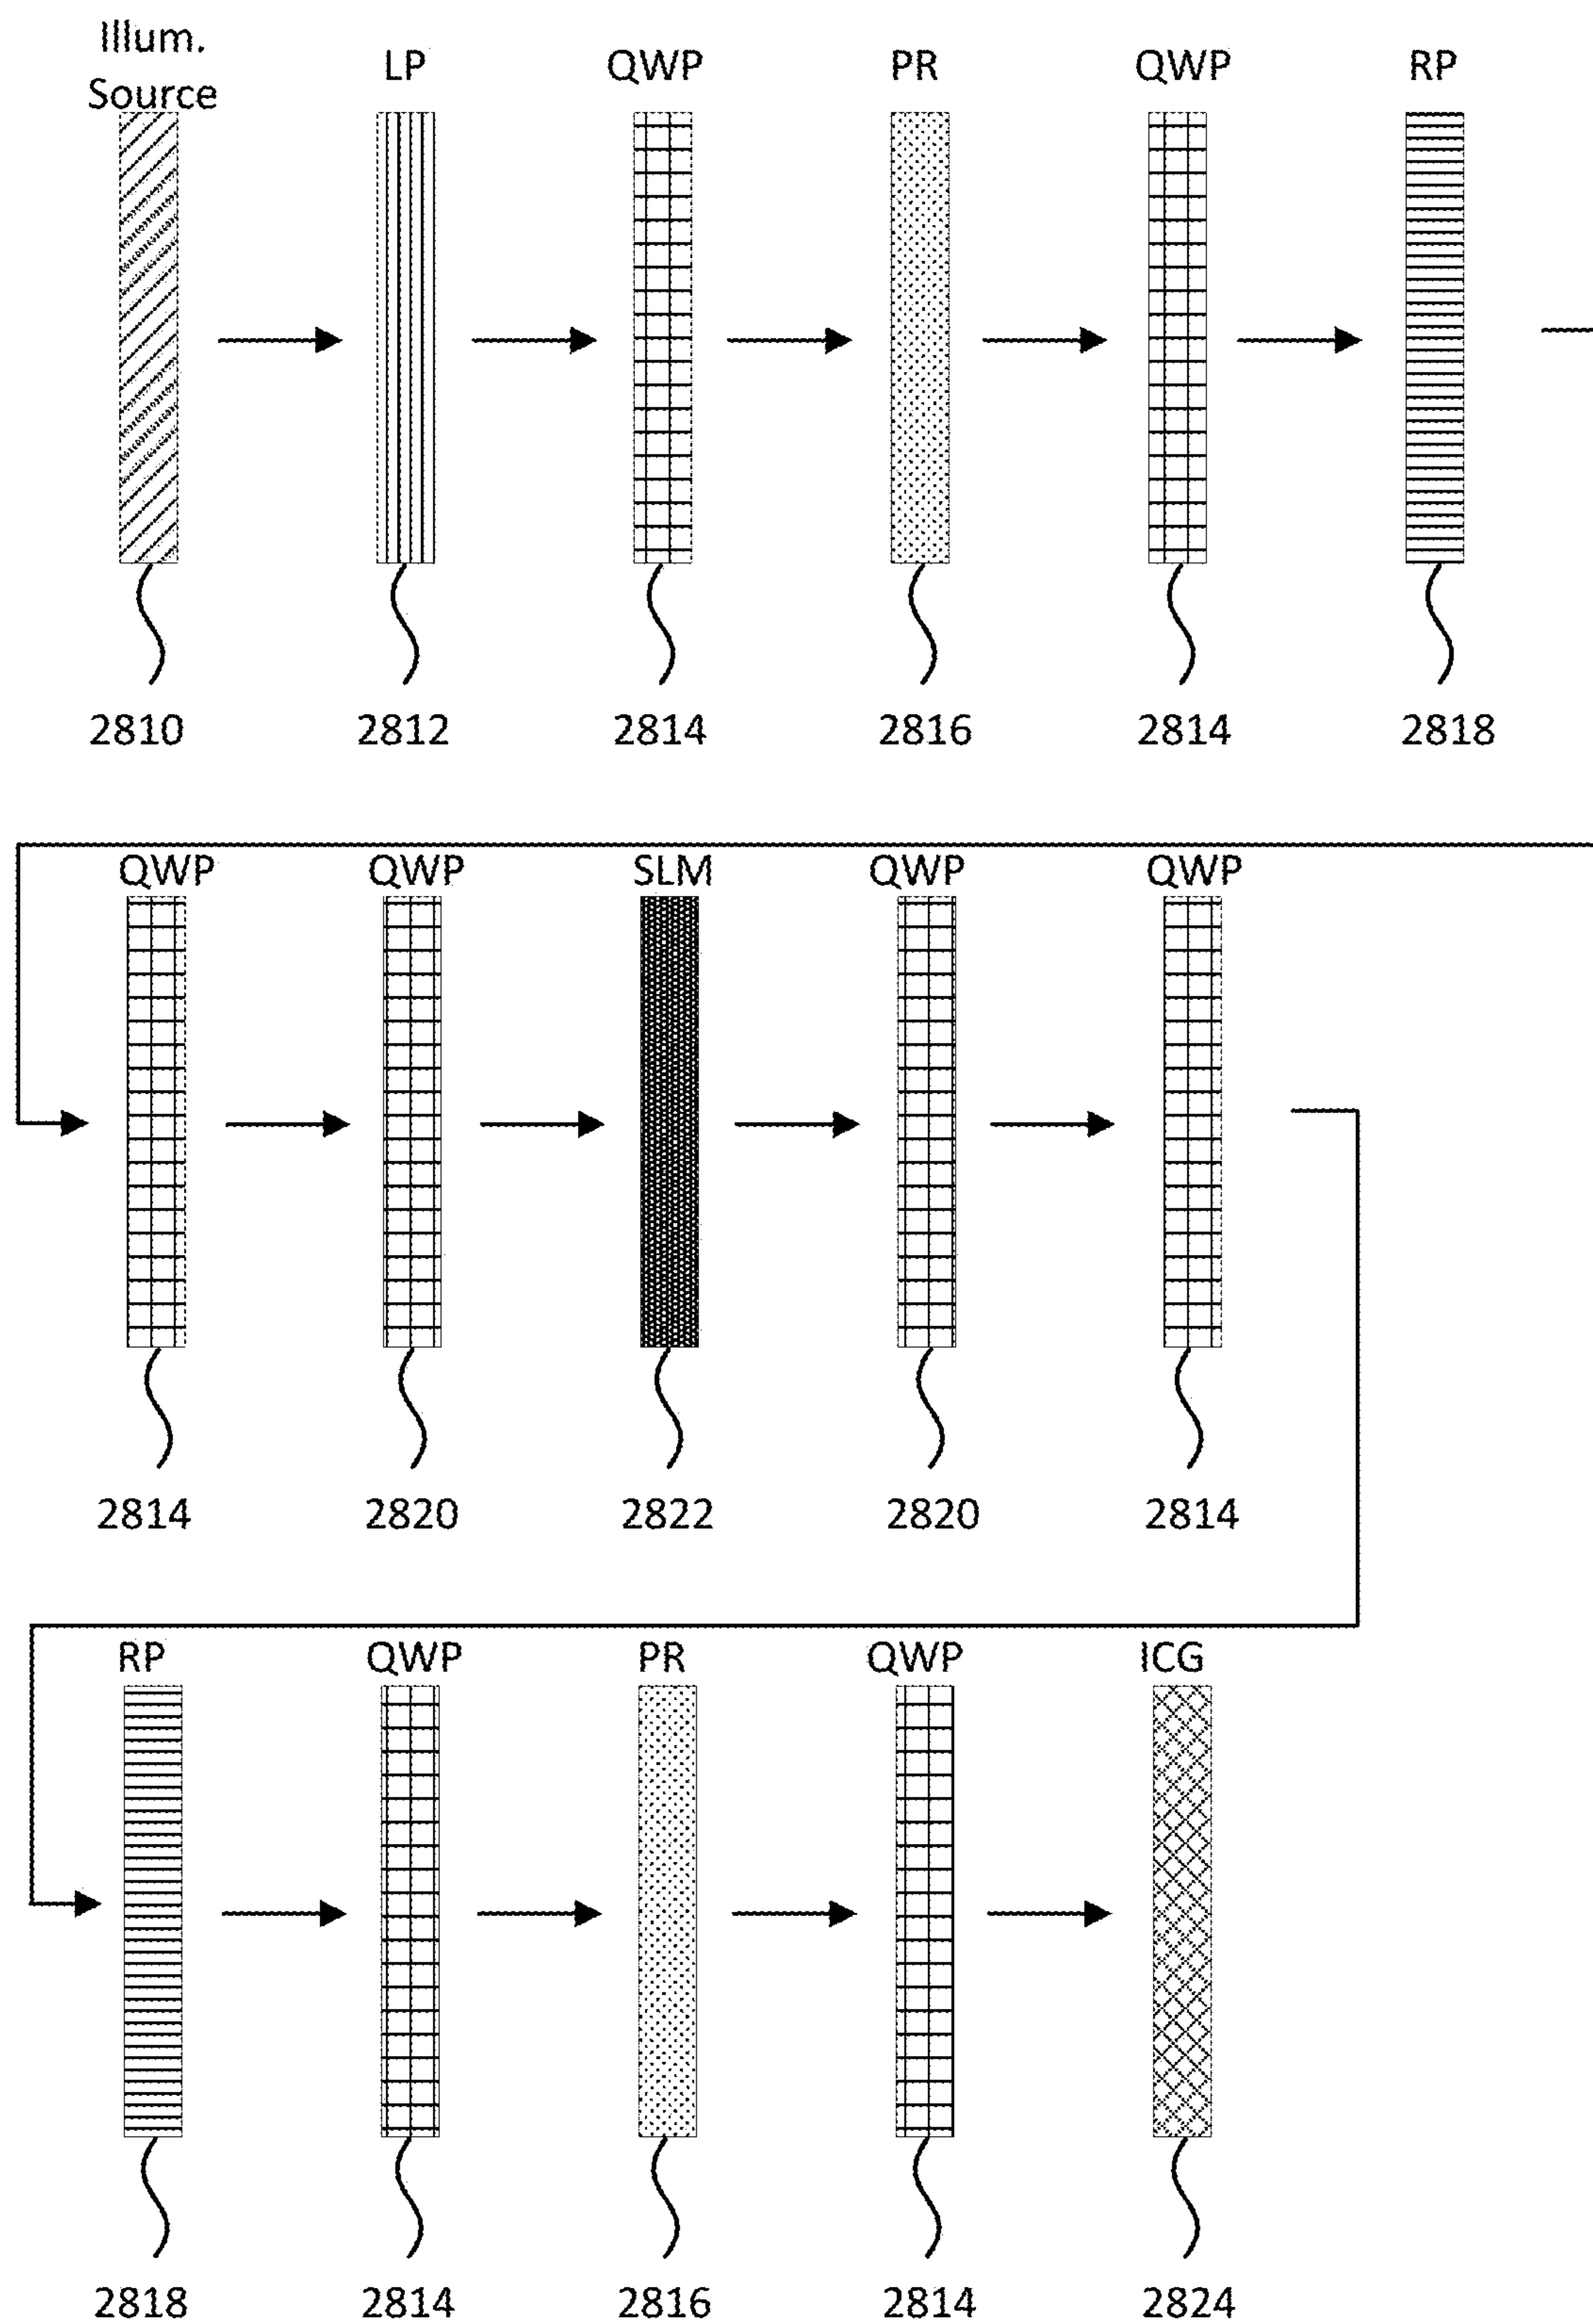 Illum.
Source LP QWP PR QWP RP
2810 2812 2814 2816 2814 2818
QWP QWP SLM QWP QWP
2814 2820 2822 2820 2814
RP QWP PR QWP ICG
2818 2814 2816 2814 2824